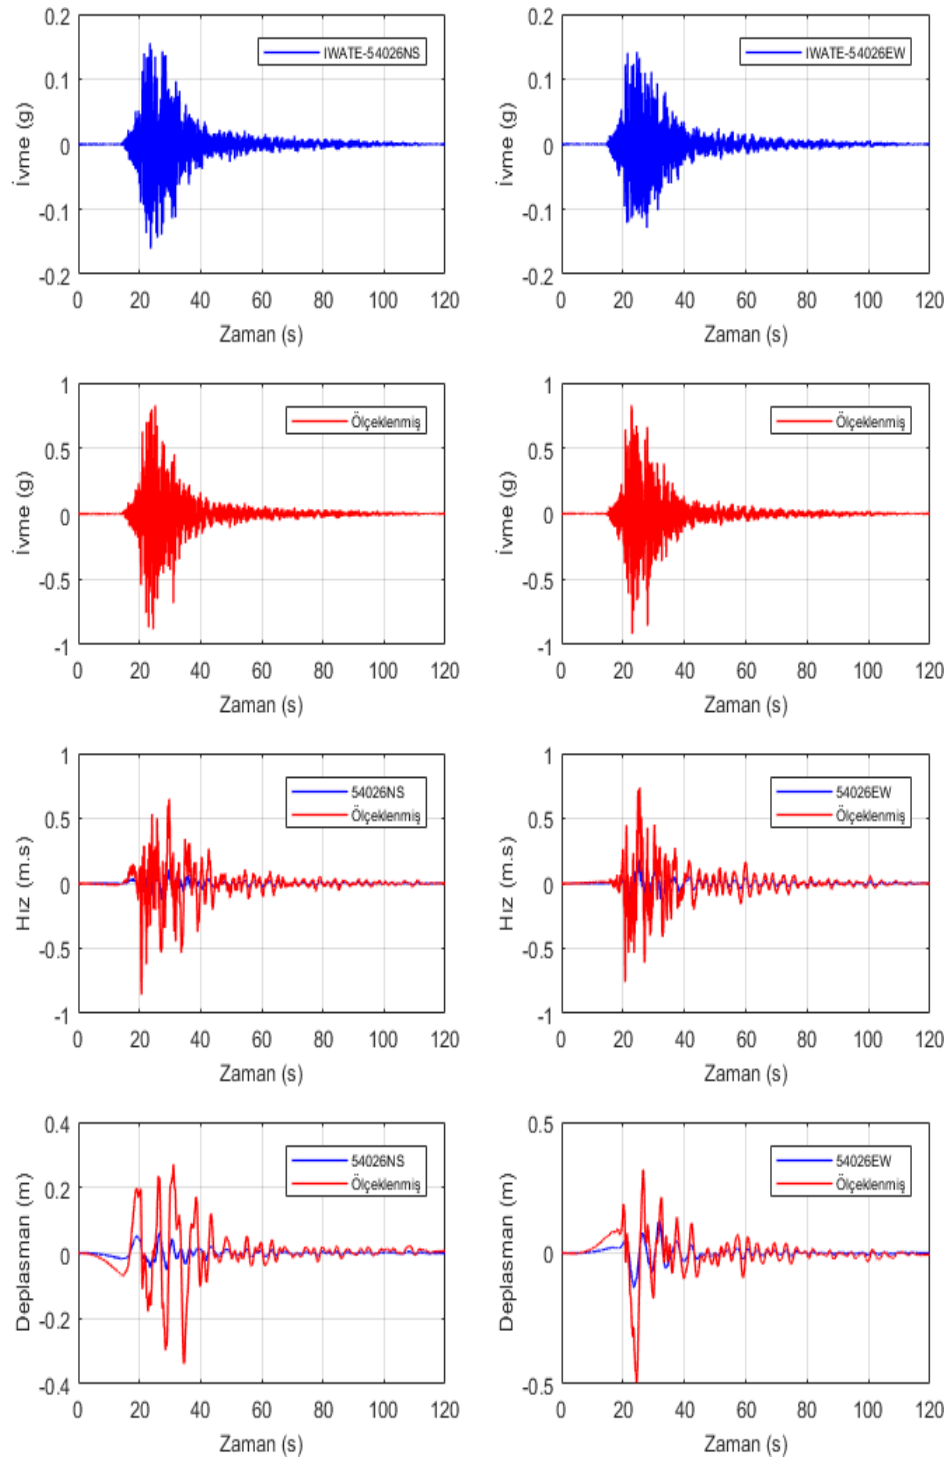 0.2
0.1
0
-0.1
-0.2
İvme (g)
IWATE-54026NS
0 20 40 60 80 100 120
Zaman (s)
0.2
0.1
0
-0.1
-0.2
İvme (g)
IWATE-54026EW
0 20 40 60 80 100 120
Zaman (s)
1
0.5
0
-0.5
-1
İvme (g)
Ölçeklenmiş
0 20 40 60 80 100 120
Zaman (s)
1
0.5
0
-0.5
-1
İvme (g)
Ölçeklenmiş
0 20 40 60 80 100 120
Zaman (s)
1
0.5
0
-0.5
-1
Hız (m.s)
54026NS
Ölçeklenmiş
0 20 40 60 80 100 120
Zaman (s)
1
0.5
0
-0.5
-1
Hız (m.s)
54026EW
Ölçeklenmiş
0 20 40 60 80 100 120
Zaman (s)
0.4
0.2
0
-0.2
-0.4
Deplasman (m)
54026NS
Ölçeklenmiş
0 20 40 60 80 100 120
Zaman (s)
0.5
0
-0.5
Deplasman (m)
54026EW
Ölçeklenmiş
0 20 40 60 80 100 120
Zaman (s)